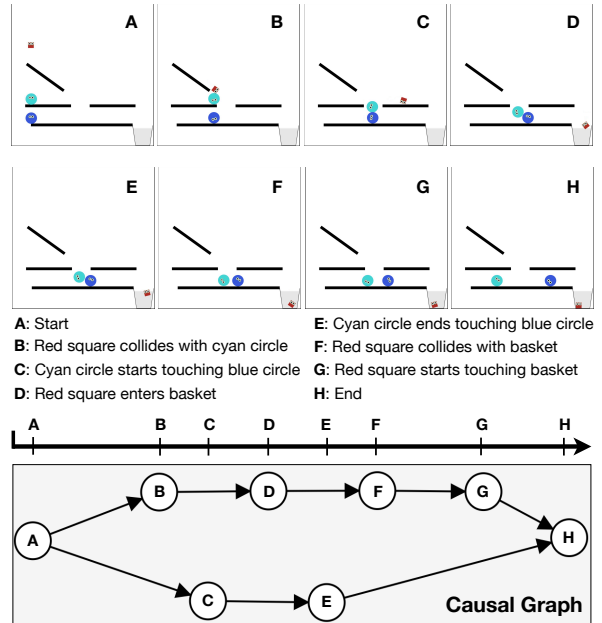 A
B
C
D
E
F
G
H
A: Start
B: Red square collides with cyan circle
C: Cyan circle starts touching blue circle
D: Red square enters basket
E: Cyan circle ends touching blue circle
F: Red square collides with basket
G: Red square starts touching basket
H: End
A B C D E F G H
B D F G
A H
C E
Causal Graph